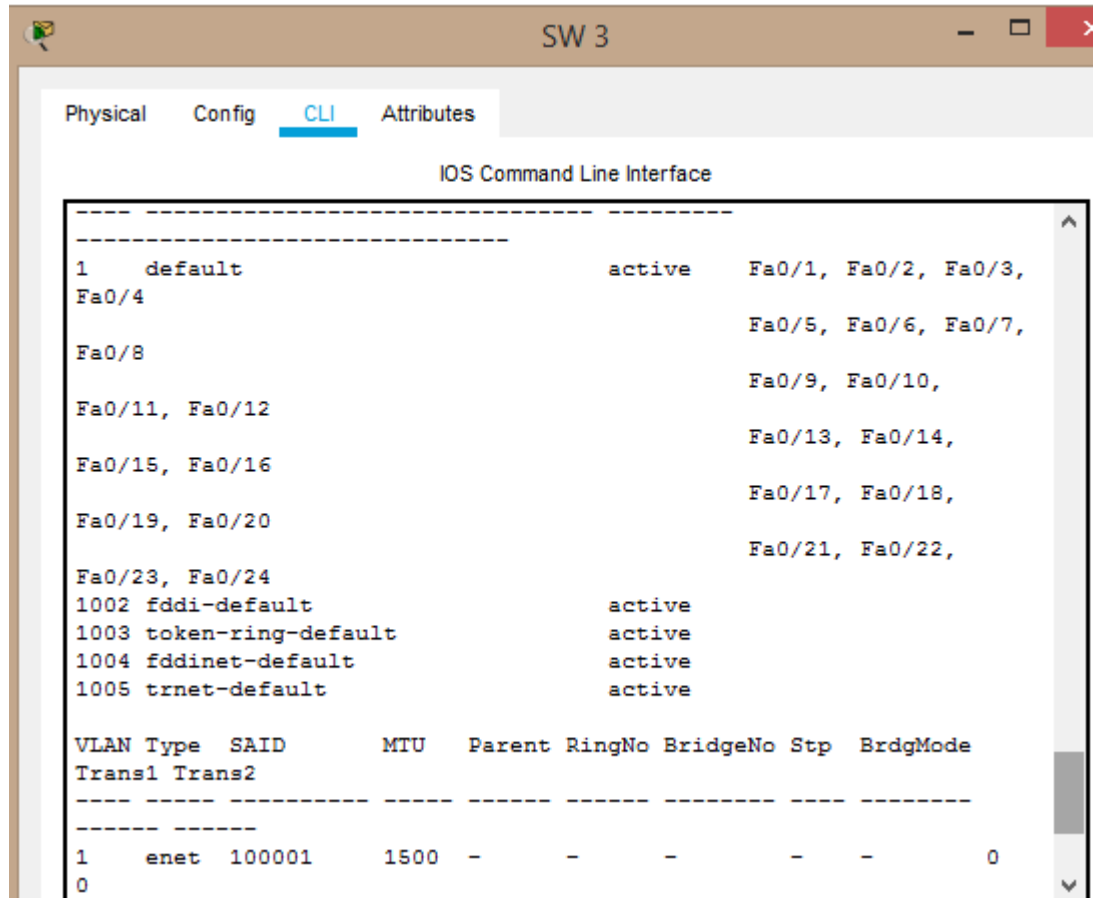 SW 3
Physical Config CLI Attributes
IOS Command Line Interface
---- -------------------------------- ---------
-------------------------------
1    default                          active    Fa0/1, Fa0/2, Fa0/3,
Fa0/4
                                                Fa0/5, Fa0/6, Fa0/7,
Fa0/8
                                                Fa0/9, Fa0/10,
Fa0/11, Fa0/12
                                                Fa0/13, Fa0/14,
Fa0/15, Fa0/16
                                                Fa0/17, Fa0/18,
Fa0/19, Fa0/20
                                                Fa0/21, Fa0/22,
Fa0/23, Fa0/24
1002 fddi-default                     active
1003 token-ring-default               active
1004 fddinet-default                  active
1005 trnet-default                    active
VLAN Type  SAID       MTU   Parent RingNo BridgeNo Stp  BrdgMode
Trans1 Trans2
---- ----- ---------- ----- ------ ------ -------- ---- --------
------ ------
1    enet  100001     1500  -      -      -        -    -        0
0